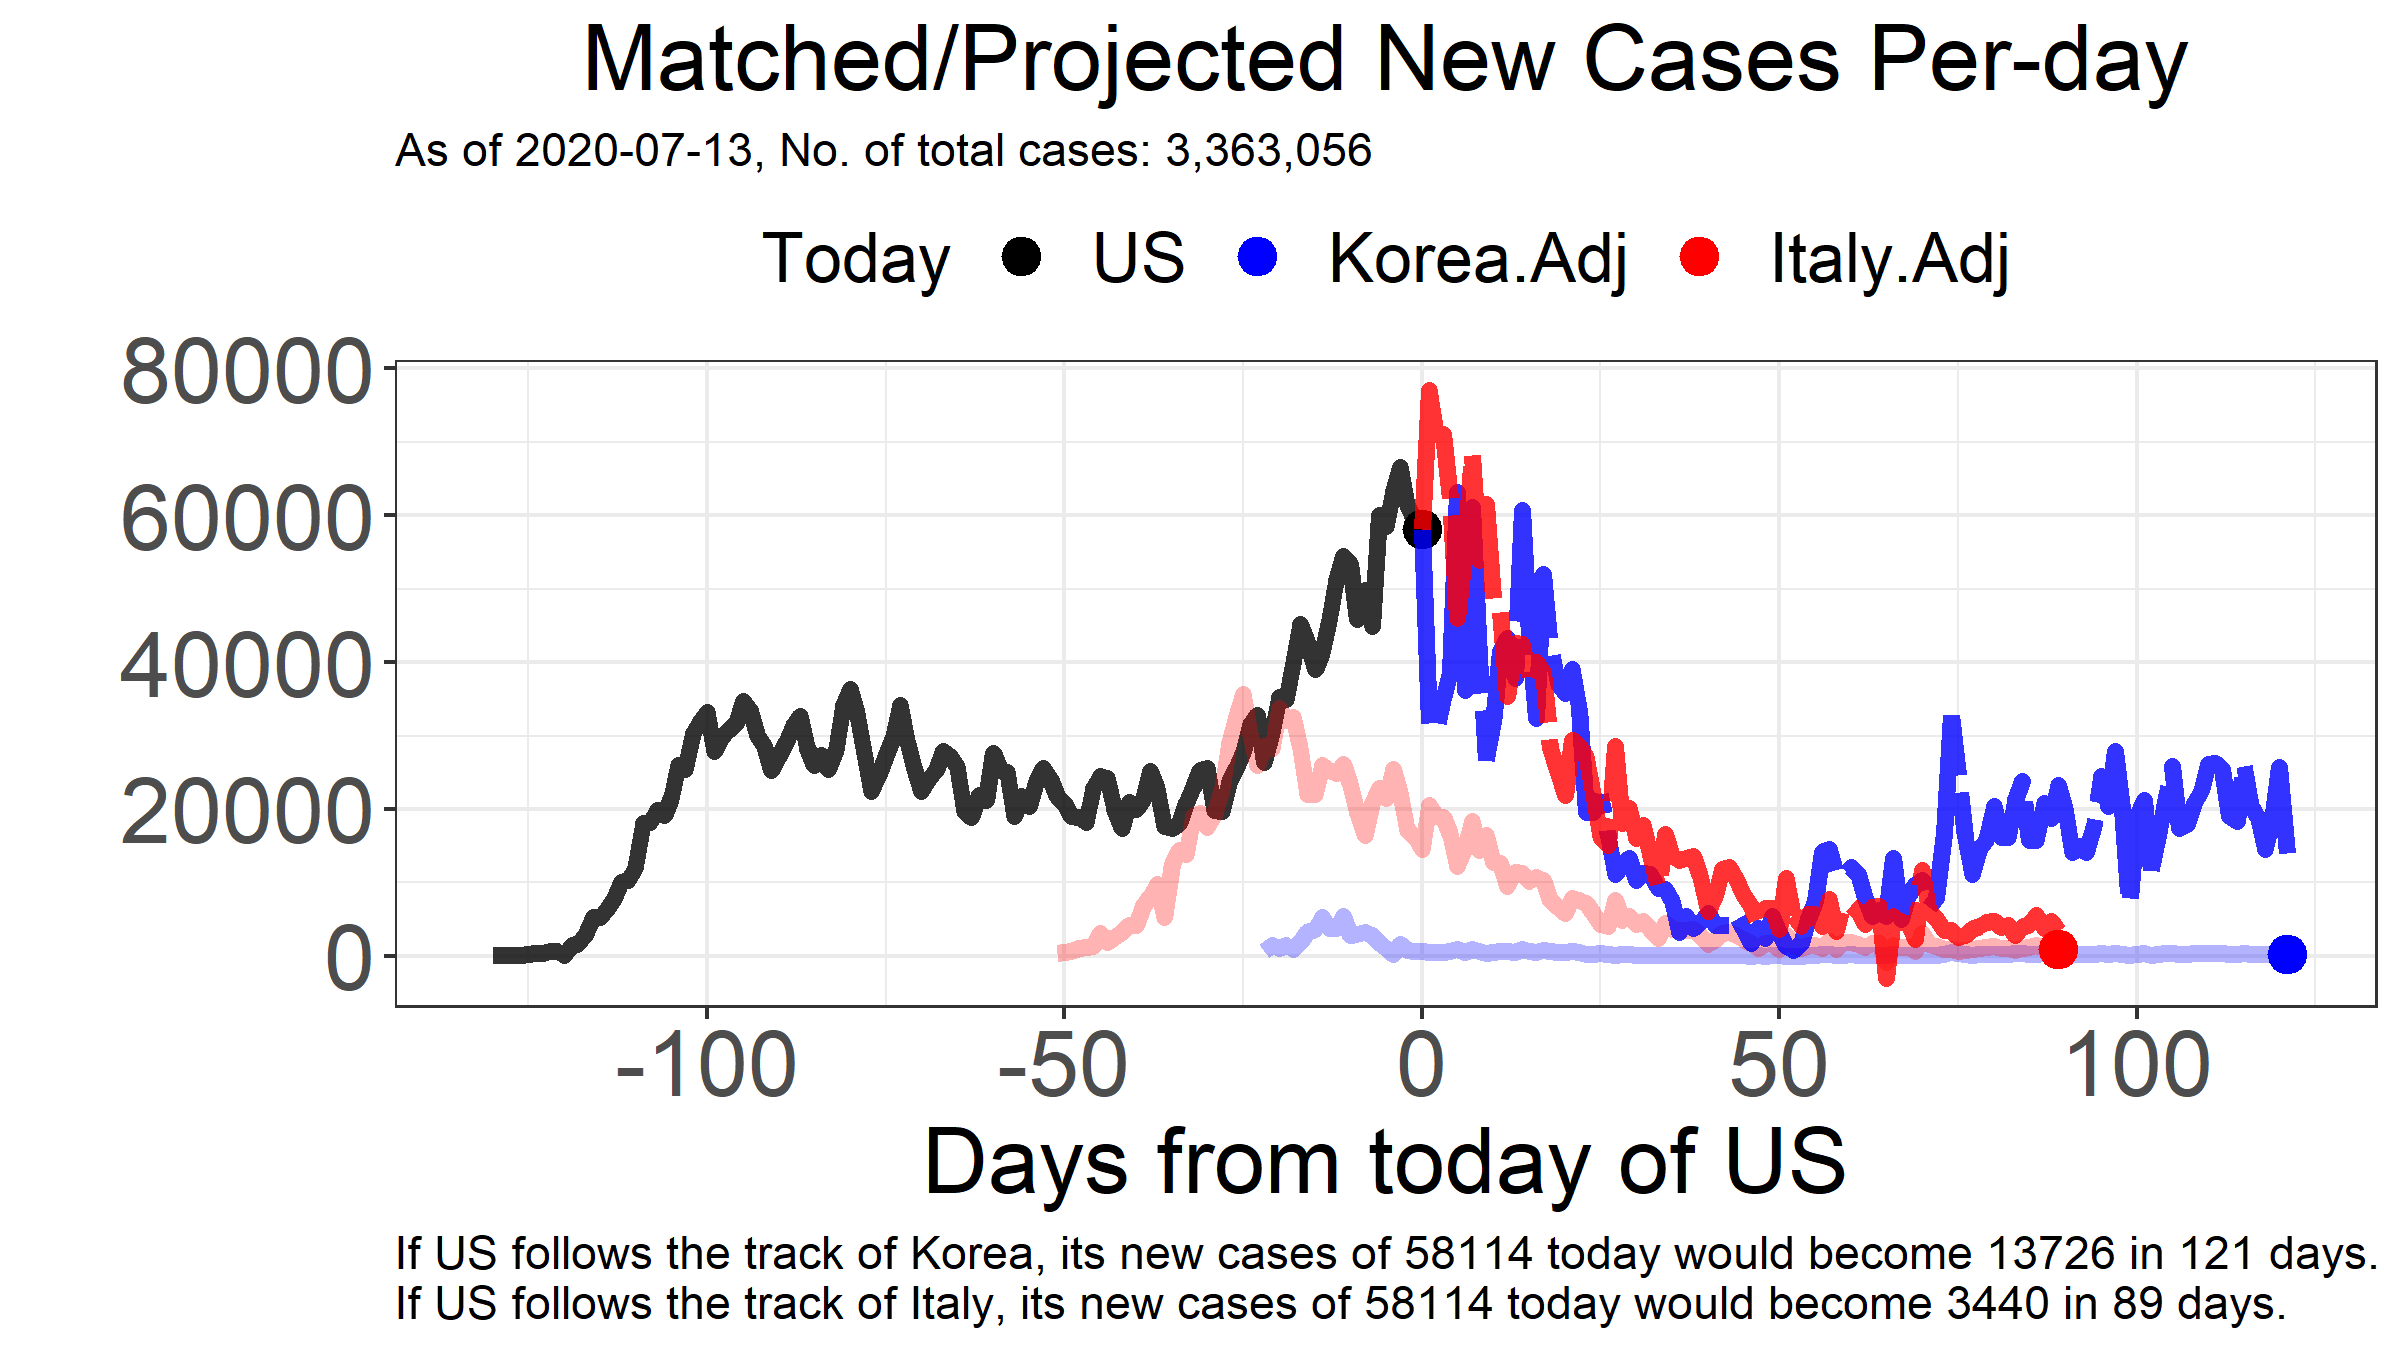 Matched/Projected New Cases Per-day
As of 2020-07-13, No. of total cases: 3,363,056
Today US Korea.Adj Italy.Adj
80000
60000
40000
20000
0
-100 -50 0 50 100
Days from today of US
If US follows the track of Korea, its new cases of 58114 today would become 13726 in 121 days.
If US follows the track of Italy, its new cases of 58114 today would become 3440 in 89 days.